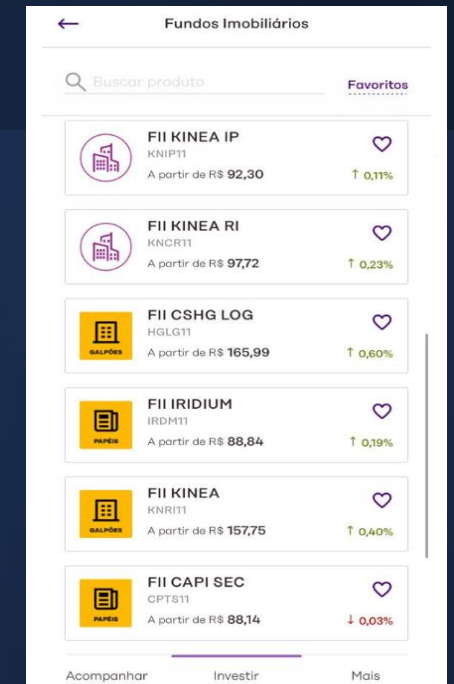 Fundos Imobiliários
Buscar produto
Favoritos
FII KINEA IP
KNIP11
A partir de R$ 92,30
↑ 0,11%
FII KINEA RI
KNCR11
A partir de R$ 97,72
↑ 0,23%
FII CSHG LOG
HGLG11
GALPÕES
A partir de R$ 165,99
↑ 0,60%
FII IRIDIUM
IRDM11
PAPÉIS
A partir de R$ 88,84
↑ 0,19%
FII KINEA
KNRI11
GALPÕES
A partir de R$ 157,75
↑ 0,40%
FII CAPI SEC
CPTS11
PAPÉIS
A partir de R$ 88,14
↓ 0,03%
Acompanhar
Investir
Mais